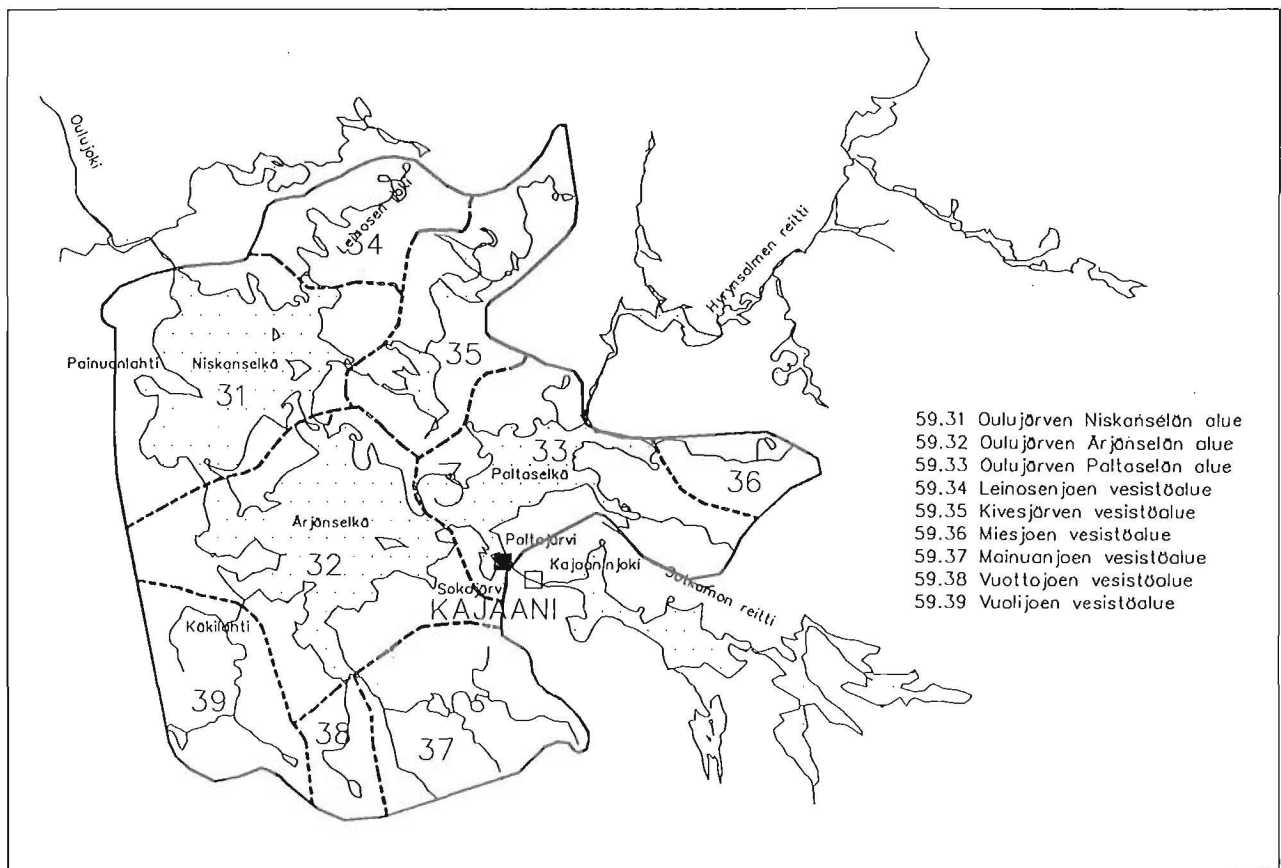 Oulujoki
Leinosen joki
34
Hyrynsalmen reitti
35
Painuanlahti
Niskanselkä
31
33
Paltaselkä
36
Ärjänselkä
32
Paltajärvi
Kajaaninjoki
Sotkamon reitti
Sokajärvi
KAJAANI
Käkilahti
39
38
37
59.31 Oulujärven Niskanselän alue
59.32 Oulujärven Ärjänselän alue
59.33 Oulujärven Paltaselän alue
59.34 Leinosenjoen vesistöalue
59.35 Kivesjärven vesistöalue
59.36 Miesjoen vesistöalue
59.37 Mainuanjoen vesistöalue
59.38 Vuottojoen vesistöalue
59.39 Vuolijoen vesistöalue